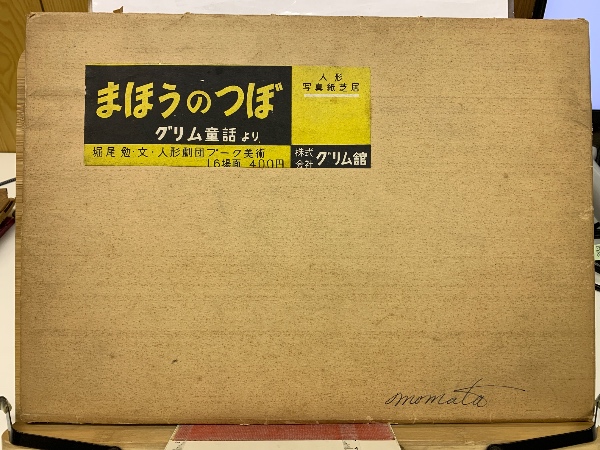 まほうのつぼ
グリム童話より
堀尾勉・文・人形劇団プーク美術
16場面 400円
人形
写真紙芝居
株式会社 グリム館
momata